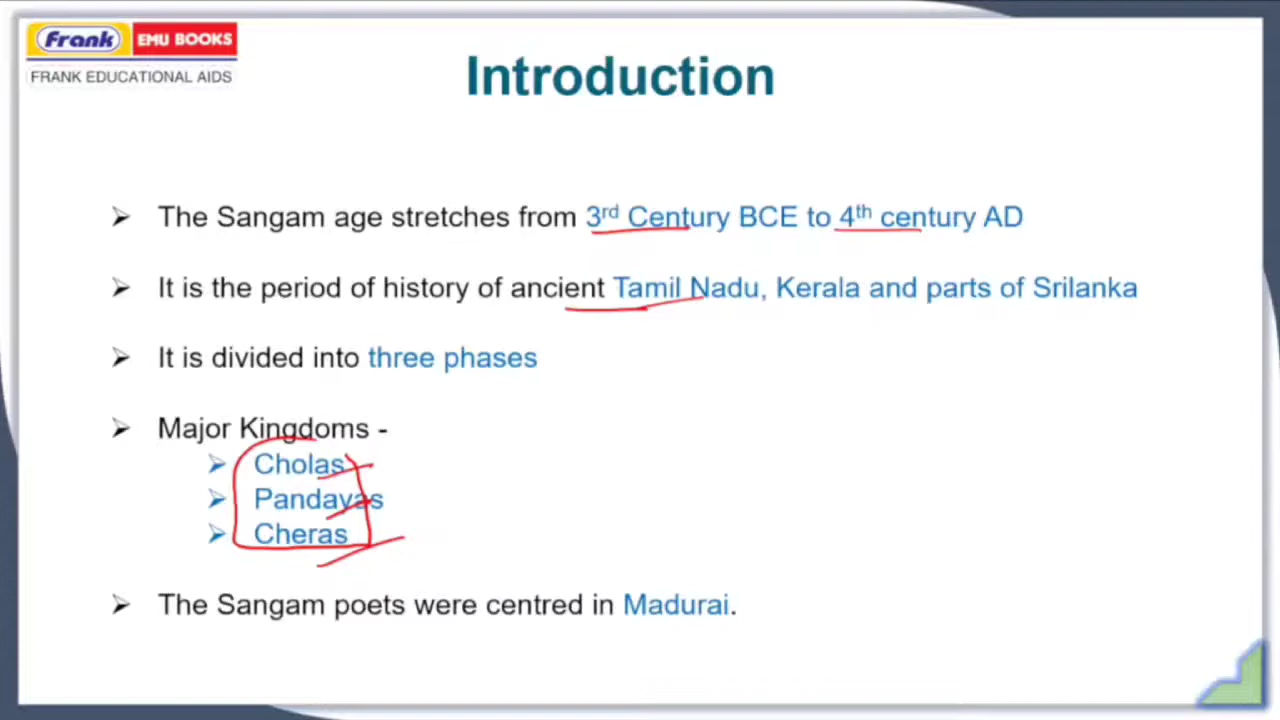 Frank EMU BOOKS
FRANK EDUCATIONAL AIDS
Introduction
➢ The Sangam age stretches from 3rd Century BCE to 4th century AD
➢ It is the period of history of ancient Tamil Nadu, Kerala and parts of Srilanka
➢ It is divided into three phases
➢ Major Kingdoms -
➢ Cholas
➢ Pandayas
➢ Cheras
➢ The Sangam poets were centred in Madurai.